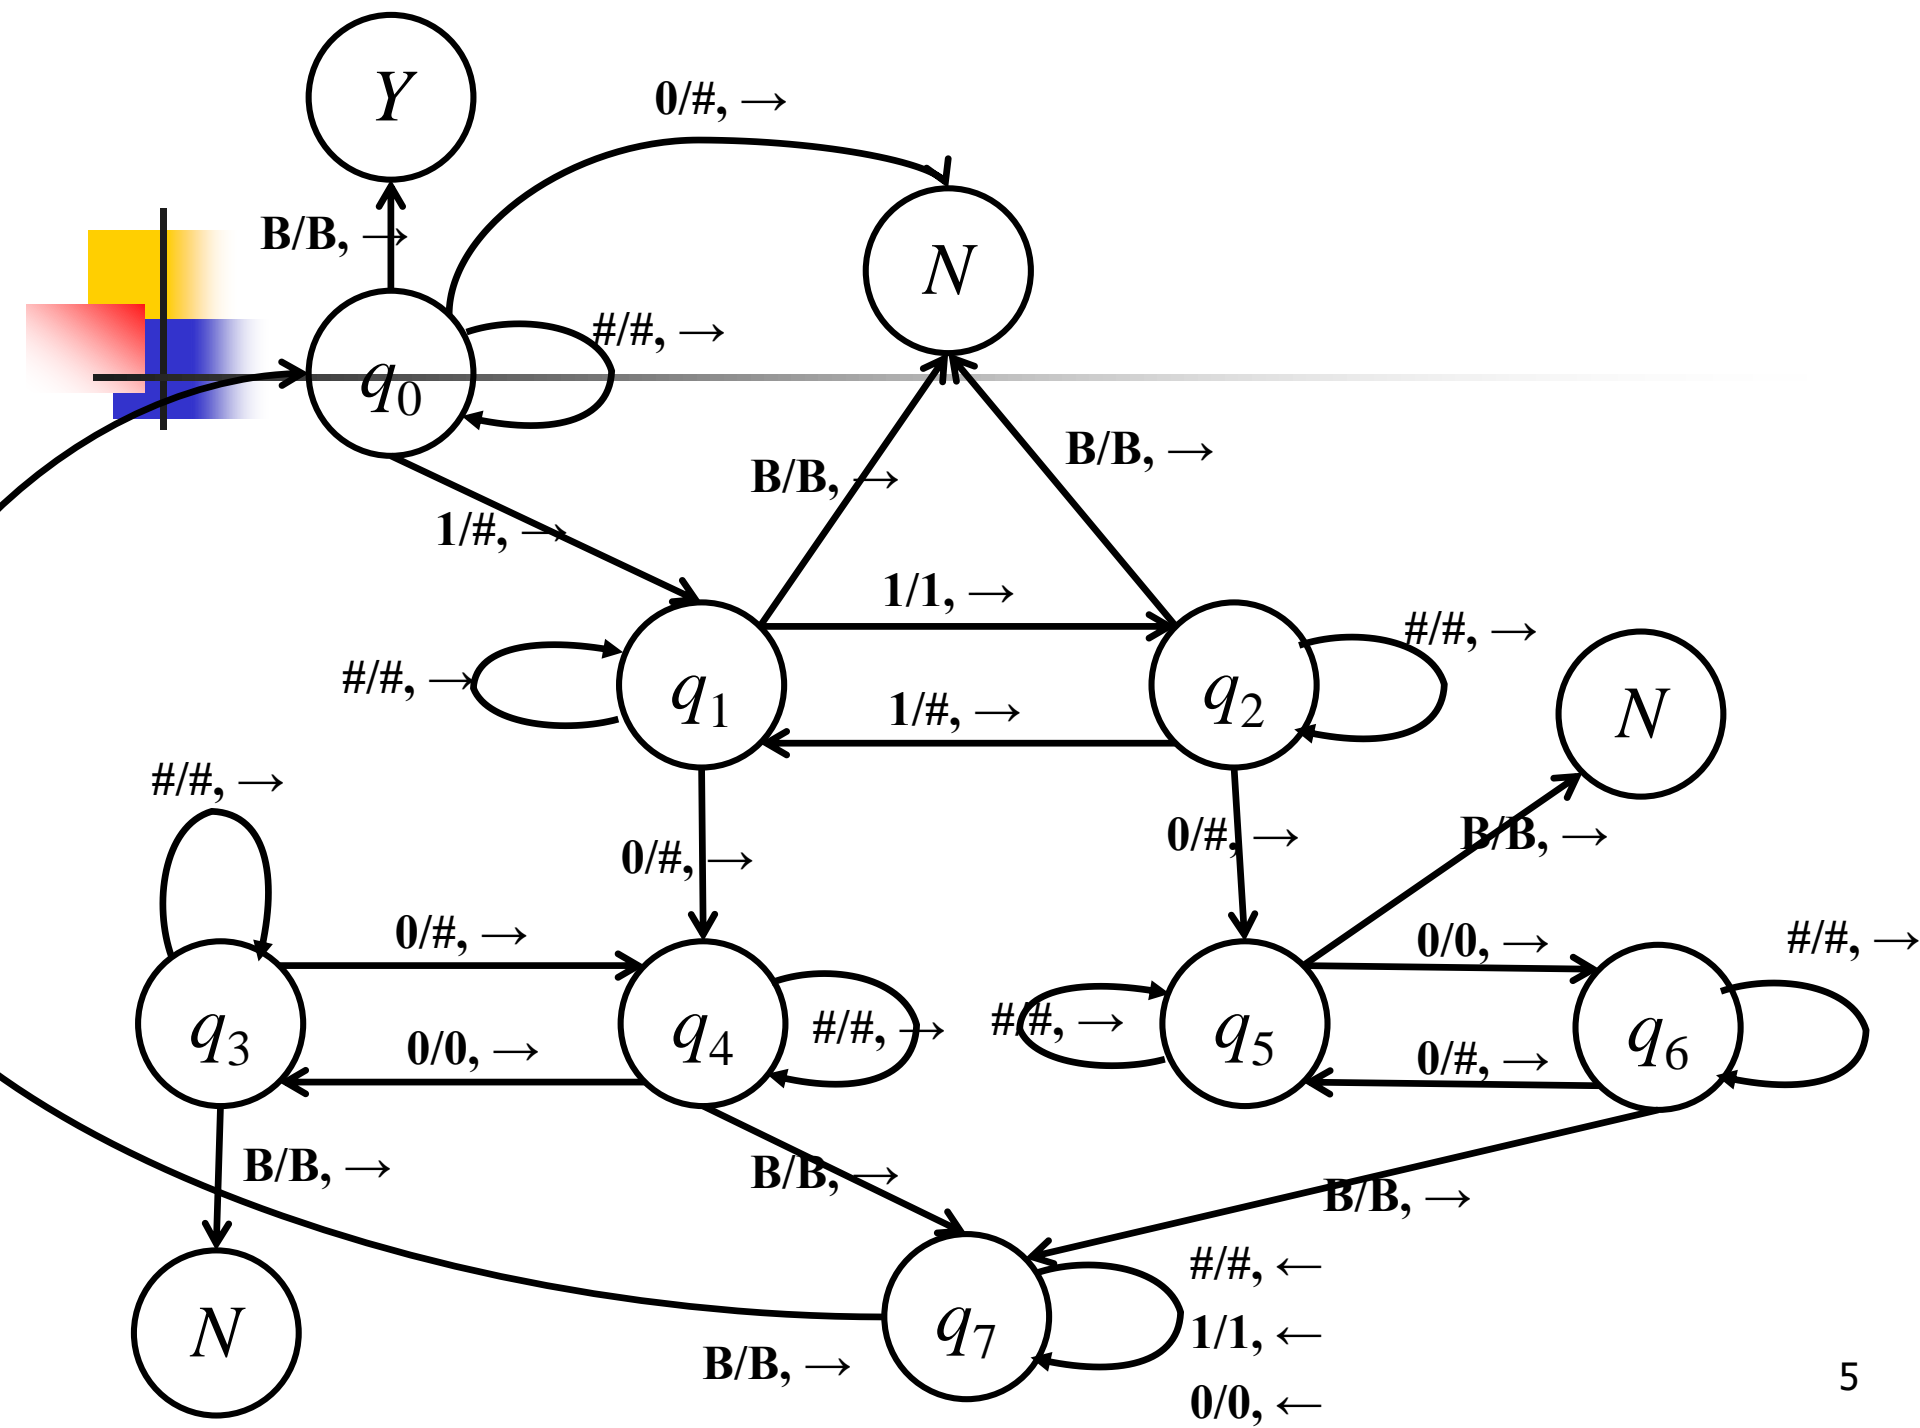 Y
0/#, →
B/B, →
N
#/#, →
q0
B/B, →
B/B, →
1/#, →
1/1, →
#/#, →
#/#, →
q1
q2
N
1/#, →
#/#, →
0/#, →
0/#, →
B/B, →
0/#, →
0/0, →
#/#, →
q3
q4
#/#, →
#/#, →
q5
q6
0/0, →
0/#, →
B/B, →
B/B, →
B/B, →
#/#, ←
N
q7
1/1, ←
B/B, →
0/0, ←
5